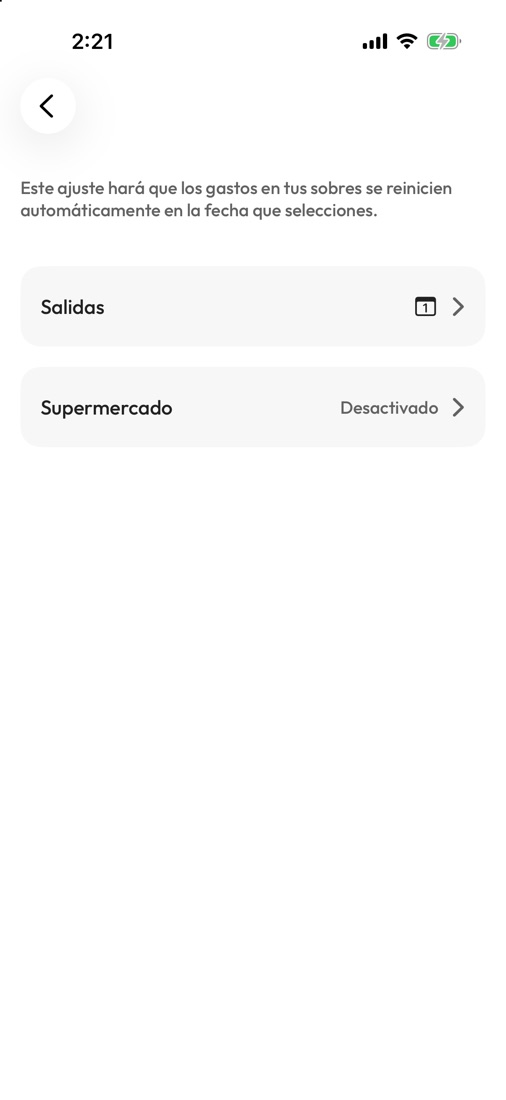 2:21
Este ajuste hará que los gastos en tus sobres se reinicien
automáticamente en la fecha que selecciones.
Salidas 1
Supermercado Desactivado